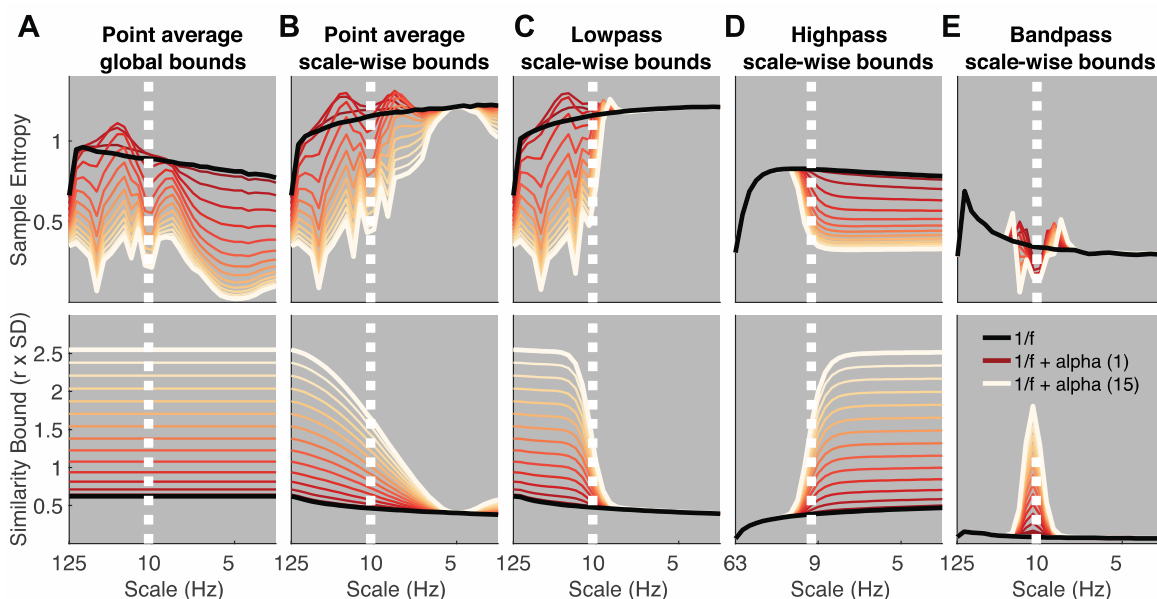 A
Point average
global bounds
B
Point average
scale-wise bounds
C
Lowpass
scale-wise bounds
D
Highpass
scale-wise bounds
E
Bandpass
scale-wise bounds
Sample Entropy
1
0.5
Similarity Bound (r x SD)
2.5
2
1.5
1
0.5
1/f
1/f + alpha (1)
1/f + alpha (15)
125 10 5
125 10 5
125 10 5
63 9 5
125 10 5
Scale (Hz)
Scale (Hz)
Scale (Hz)
Scale (Hz)
Scale (Hz)